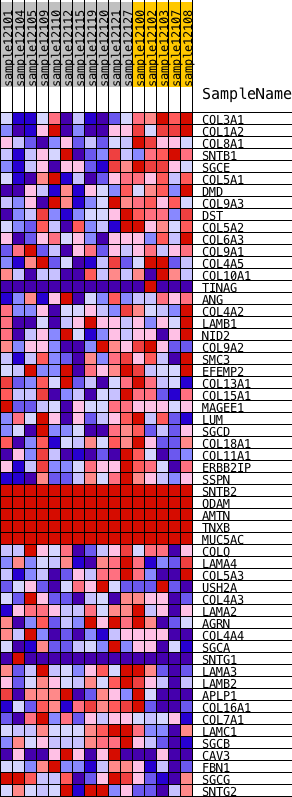 sample12101
sample12104
sample12105
sample12109
sample12110
sample12112
sample12115
sample12119
sample12120
sample12121
sample12122
sample12100
sample12102
sample12103
sample12107
sample12108
SampleName
COL3A1
COL1A2
COL8A1
SNTB1
SGCE
COL5A1
DMD
COL9A3
DST
COL5A2
COL6A3
COL9A1
COL4A5
COL10A1
TINAG
ANG
COL4A2
LAMB1
NID2
COL9A2
SMC3
EFEMP2
COL13A1
COL15A1
MAGEE1
LUM
SGCD
COL18A1
COL11A1
ERBB2IP
SSPN
SNTB2
ODAM
AMTN
TNXB
MUC5AC
COLQ
LAMA4
COL5A3
USH2A
COL4A3
LAMA2
AGRN
COL4A4
SGCA
SNTG1
LAMA3
LAMB2
APLP1
COL16A1
COL7A1
LAMC1
SGCB
CAV3
FBN1
SGCG
SNTG2